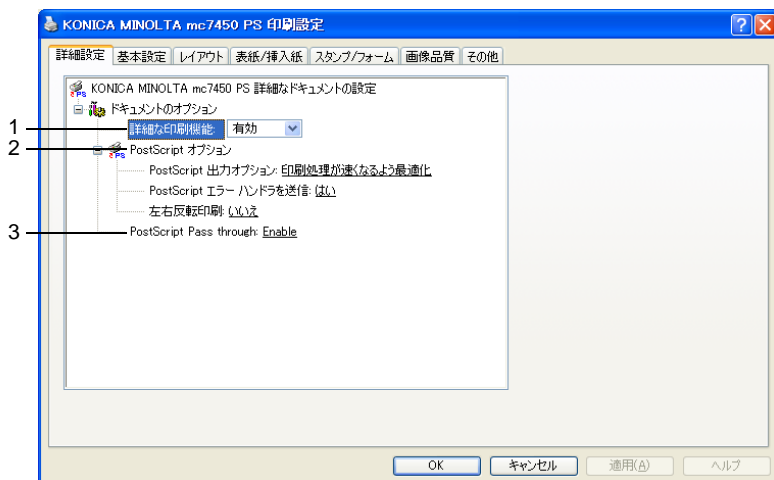 KONICA MINOLTA mc7450 PS 印刷設定
詳細設定 基本設定 レイアウト 表紙/挿入紙 スタンプ/フォーム 画像品質 その他
KONICA MINOLTA mc7450 PS 詳細なドキュメントの設定
ドキュメントのオプション
1 詳細な印刷機能: 有効
2 PostScript オプション
PostScript 出力オプション: 印刷処理が速くなるよう最適化
PostScript エラー ハンドラを送信: はい
左右反転印刷: いいえ
3 PostScript Pass through: Enable
OK キャンセル 適用(A) ヘルプ